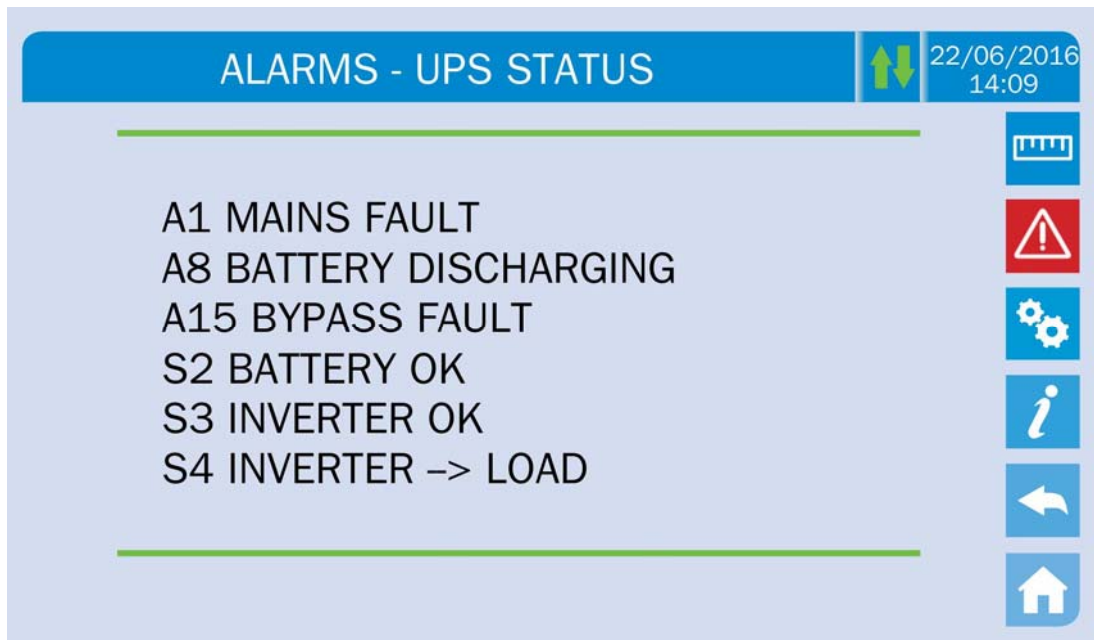 ALARMS - UPS STATUS
22/06/2016
14:09
A1 MAINS FAULT
A8 BATTERY DISCHARGING
A15 BYPASS FAULT
S2 BATTERY OK
S3 INVERTER OK
S4 INVERTER –> LOAD
i